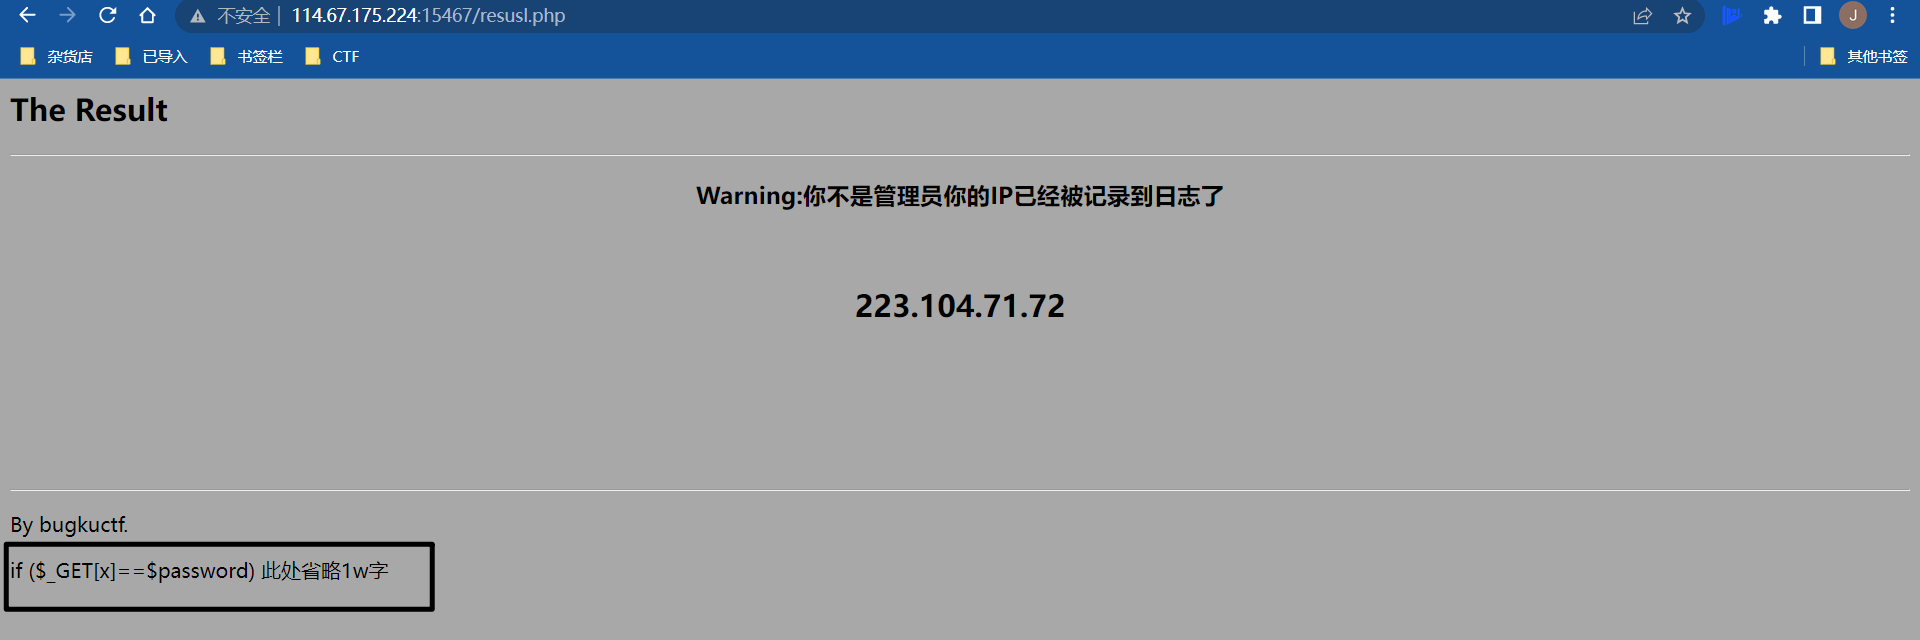 不安全 | 114.67.175.224:15467/resusl.php
J
杂货店 已导入 书签栏 CTF 其他书签
The Result
Warning:你不是管理员你的IP已经被记录到日志了
223.104.71.72
By bugkuctf.
if ($_GET[x]==$password) 此处省略1w字